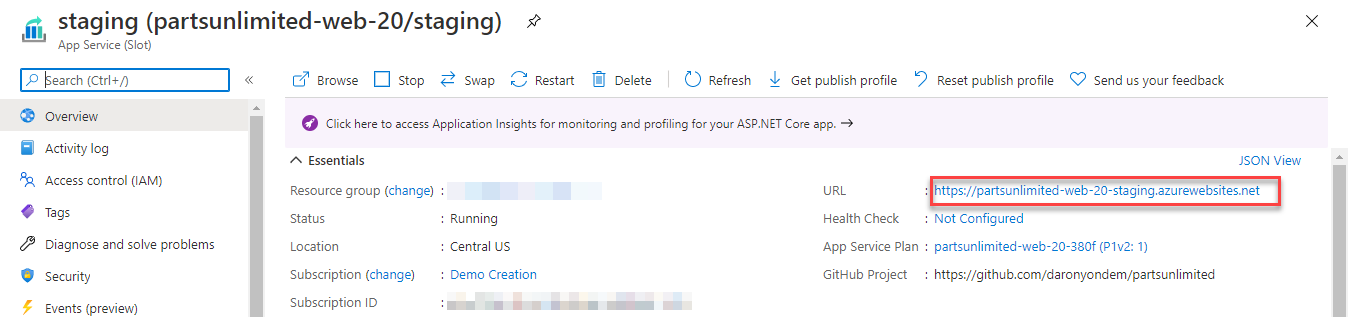 staging (partsunlimited-web-20/staging)
App Service (Slot)
Search (Ctrl+/)
«
Overview
Activity log
Access control (IAM)
Tags
Diagnose and solve problems
Security
Events (preview)
Browse Stop Swap Restart Delete Refresh Get publish profile Reset publish profile Send us your feedback
Click here to access Application Insights for monitoring and profiling for your ASP.NET Core app. →
Essentials
JSON View
Resource group (change) :
Status : Running
Location : Central US
Subscription (change) : Demo Creation
Subscription ID :
URL : https://partsunlimited-web-20-staging.azurewebsites.net
Health Check : Not Configured
App Service Plan : partsunlimited-web-20-380f (P1v2: 1)
GitHub Project : https://github.com/daronyondem/partsunlimited